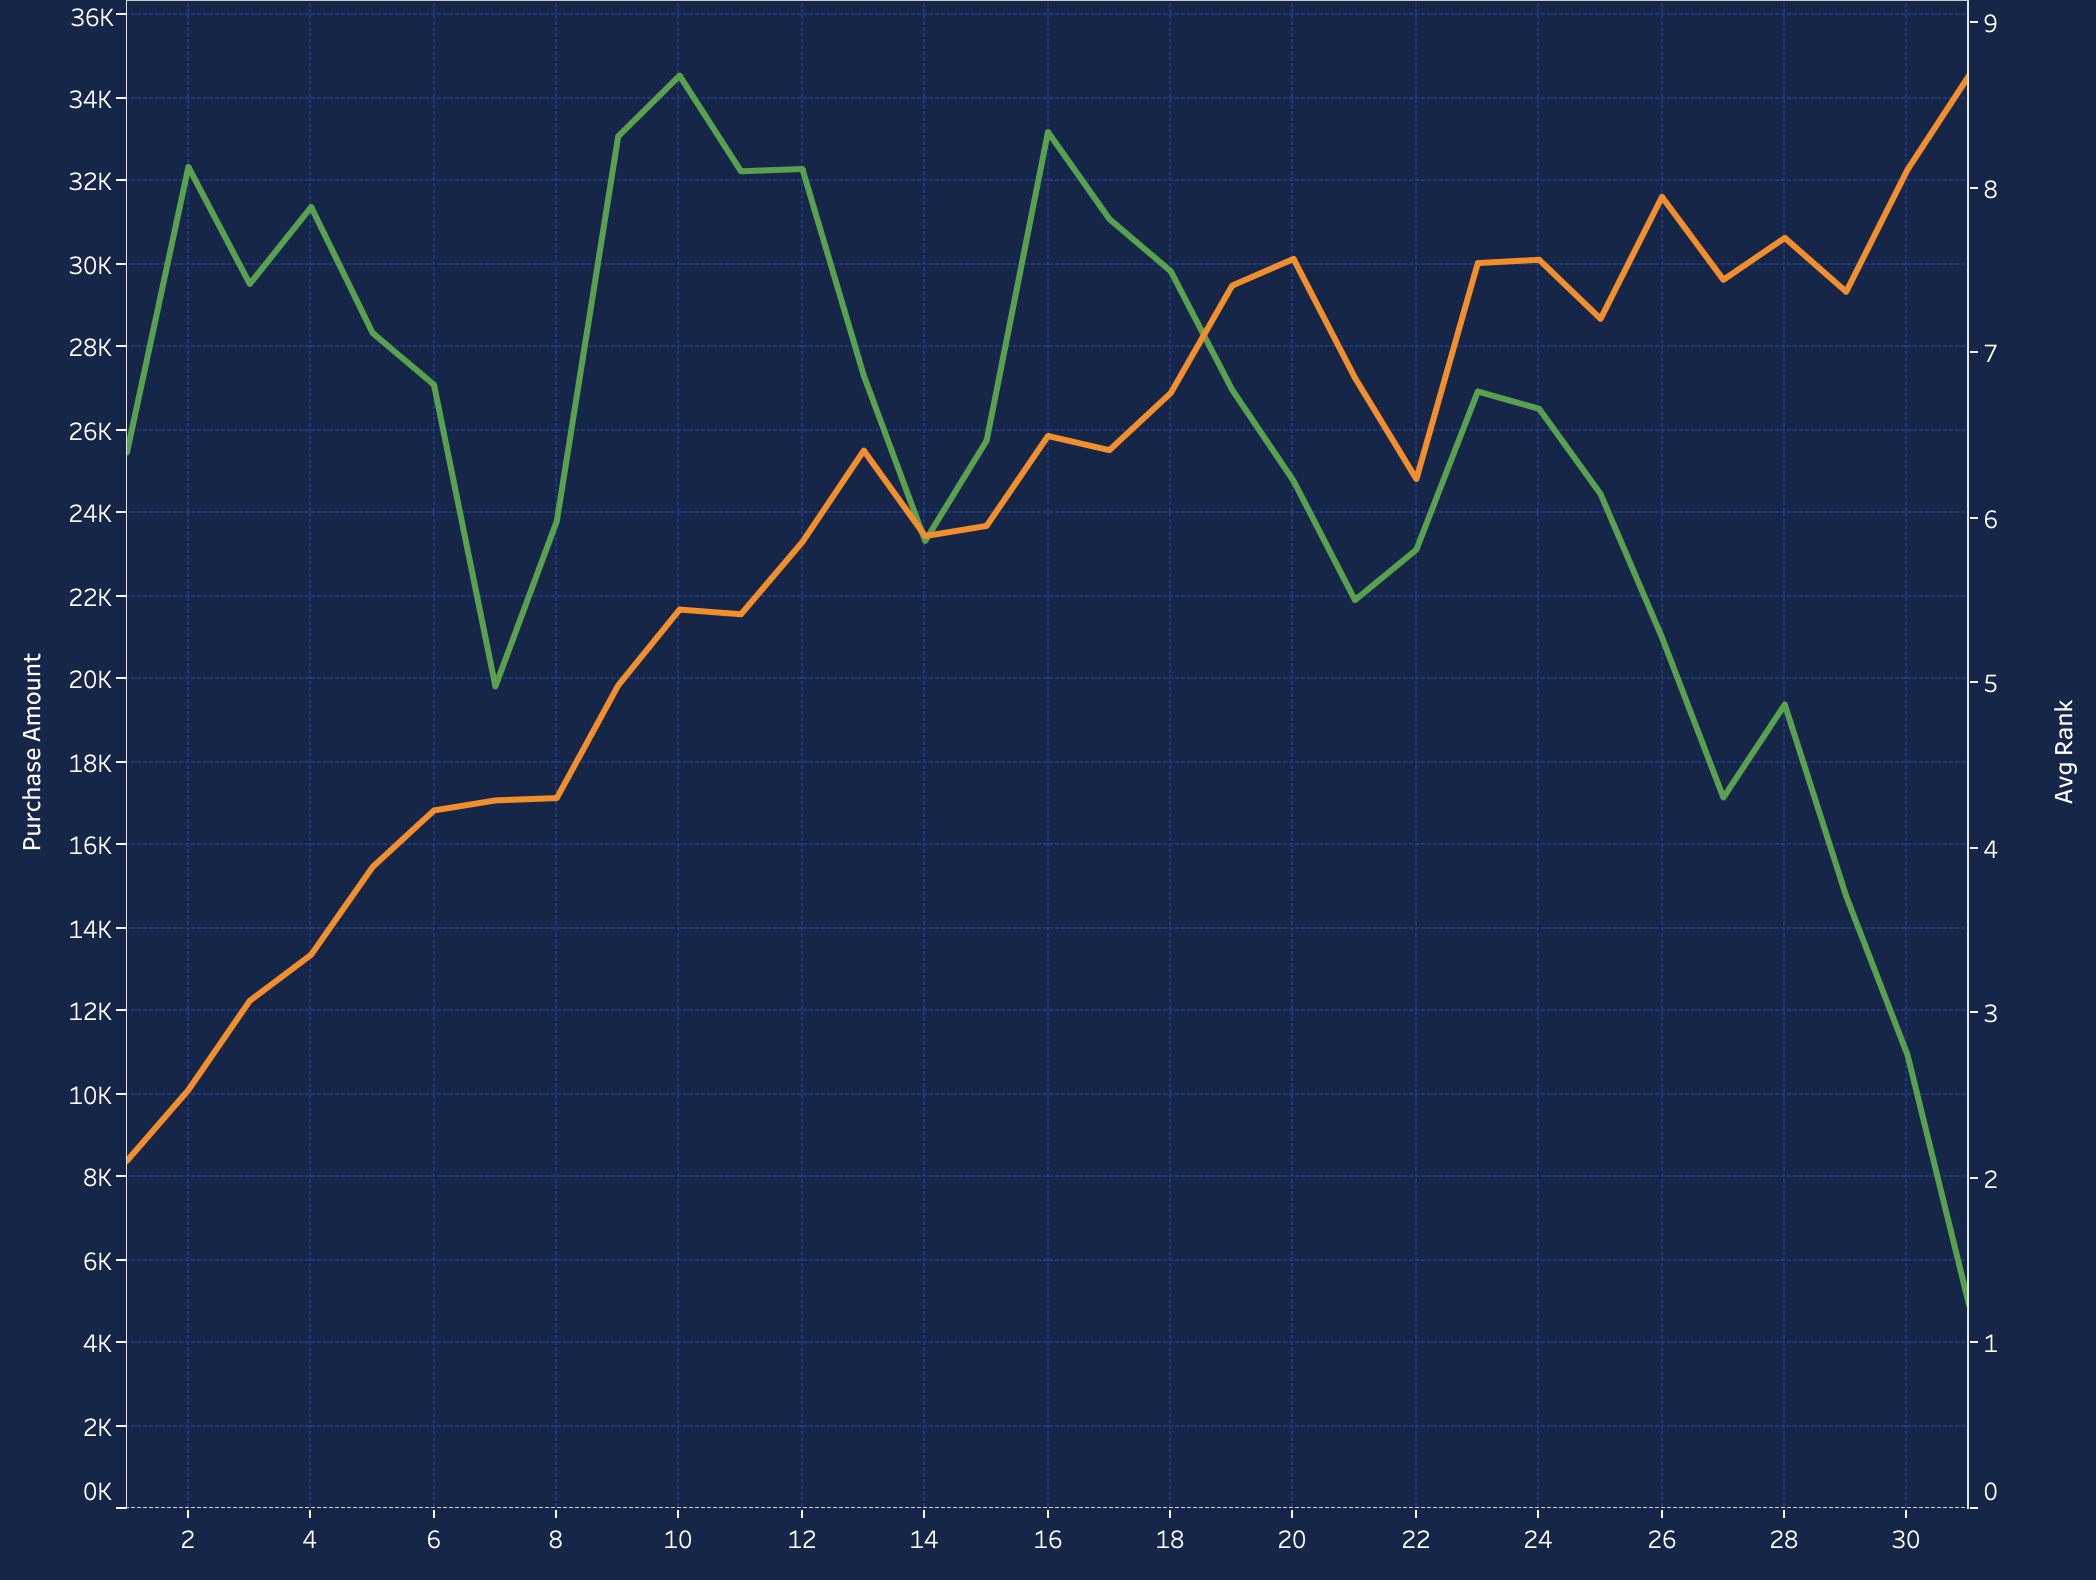 Purchase Amount
36K
34K
32K
30K
28K
26K
24K
22K
20K
18K
16K
14K
12K
10K
8K
6K
4K
2K
0K
9
8
7
6
5
4
3
2
1
0
Avg Rank
2 4 6 8 10 12 14 16 18 20 22 24 26 28 30